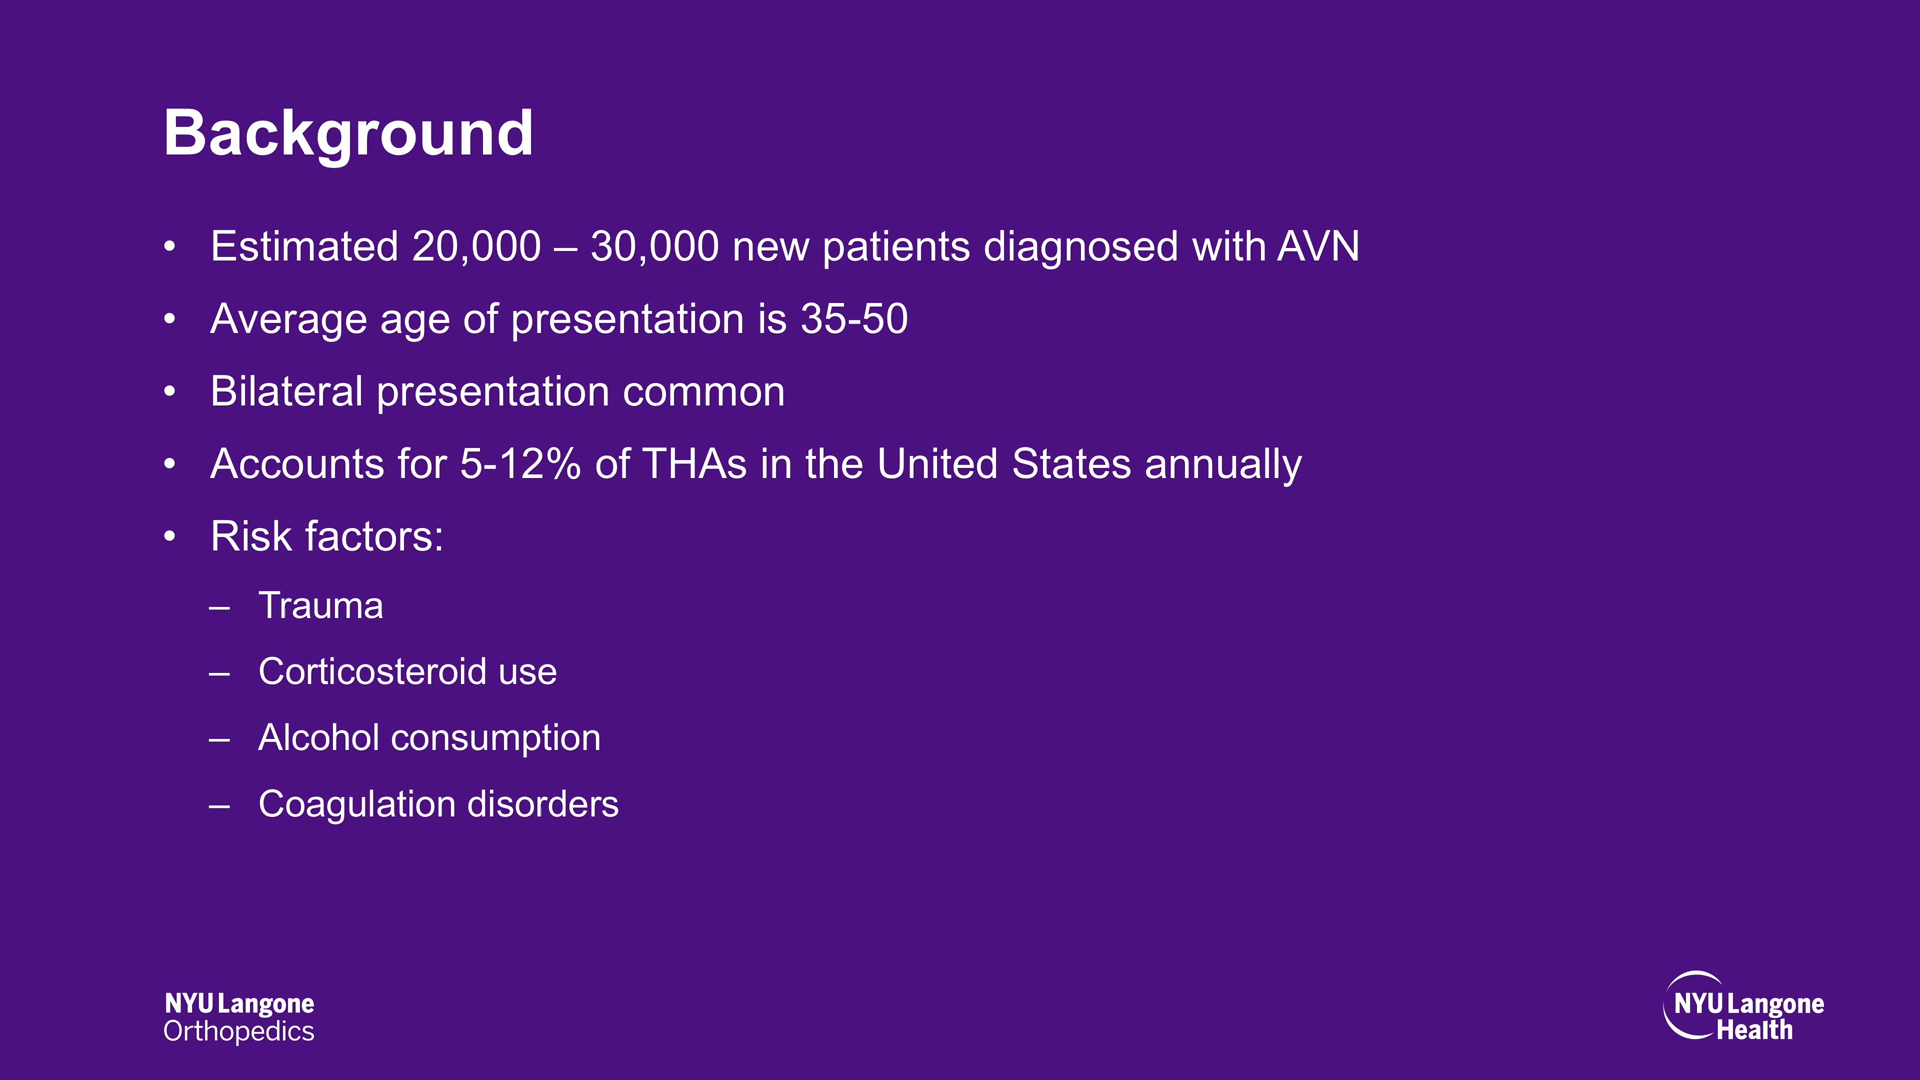 Background
• Estimated 20,000 – 30,000 new patients diagnosed with AVN
• Average age of presentation is 35-50
• Bilateral presentation common
• Accounts for 5-12% of THAs in the United States annually
• Risk factors:
– Trauma
– Corticosteroid use
– Alcohol consumption
– Coagulation disorders
NYU Langone
Orthopedics
NYU Langone
Health